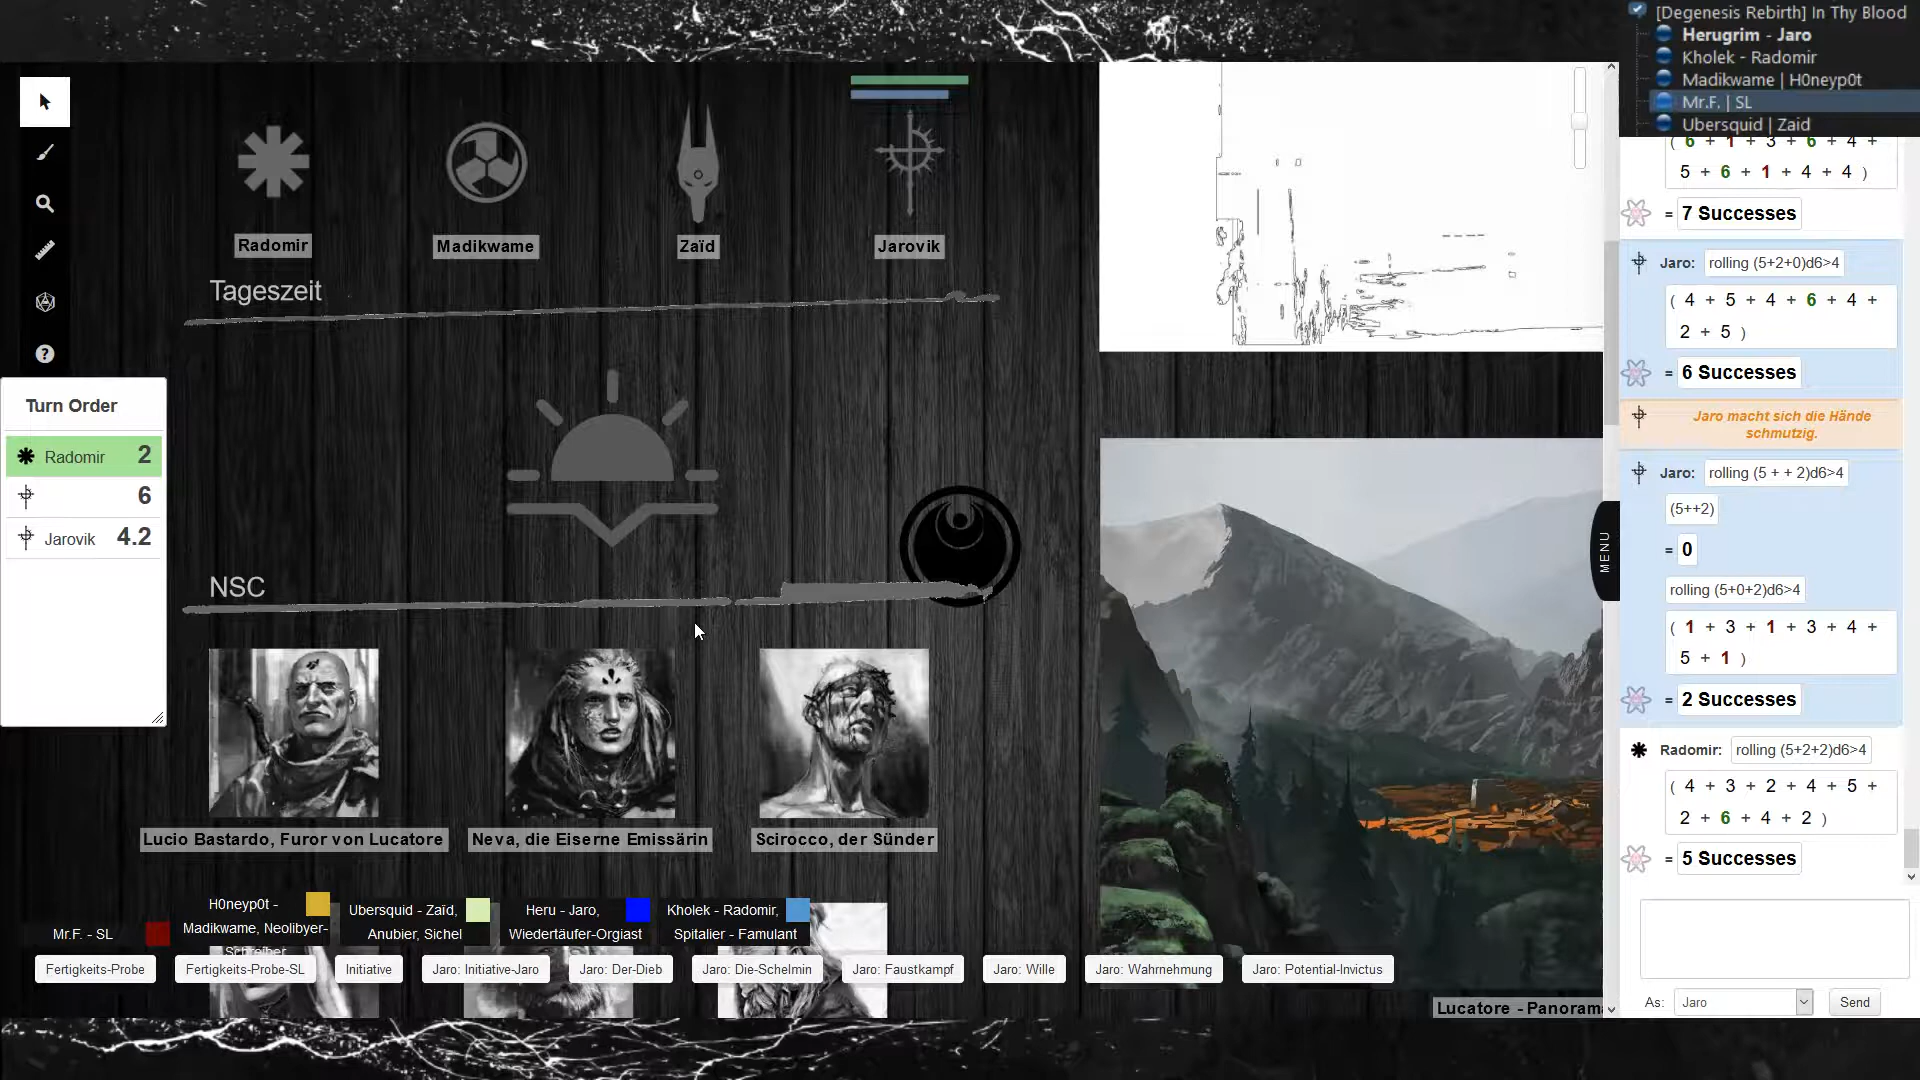 [Degenesis Rebirth] In Thy Blood
Herugrim - Jaro
Kholek - Radomir
Madikwame | H0neyp0t
Mr.F. | SL
Ubersquid | Zaid
Radomir
Madikwame
Zaïd
Jarovik
Tageszeit
Turn Order
Radomir 2
6
Jarovik 4.2
NSC
Lucio Bastardo, Furor von Lucatore
Neva, die Eiserne Emissärin
Scirocco, der Sünder
Mr.F. - SL
H0neyp0t -
Madikwame, Neolibyer-
Schreiber
Ubersquid - Zaïd,
Anubier, Sichel
Heru - Jaro,
Wiedertäufer-Orgiast
Kholek - Radomir,
Spitalier - Famulant
Fertigkeits-Probe
Fertigkeits-Probe-SL
Initiative
Jaro: Initiative-Jaro
Jaro: Der-Dieb
Jaro: Die-Schelmin
Jaro: Faustkampf
Jaro: Wille
Jaro: Wahrnehmung
Jaro: Potential-Invictus
Lucatore - Panoram
MENU
( 6 + 1 + 3 + 6 + 4 +
5 + 6 + 1 + 4 + 4 )
= 7 Successes
Jaro: rolling (5+2+0)d6>4
( 4 + 5 + 4 + 6 + 4 +
2 + 5 )
= 6 Successes
Jaro macht sich die Hände
schmutzig.
Jaro: rolling (5 + + 2)d6>4
(5++2)
= 0
rolling (5+0+2)d6>4
( 1 + 3 + 1 + 3 + 4 +
5 + 1 )
= 2 Successes
Radomir: rolling (5+2+2)d6>4
( 4 + 3 + 2 + 4 + 5 +
2 + 6 + 4 + 2 )
= 5 Successes
As: Jaro Send